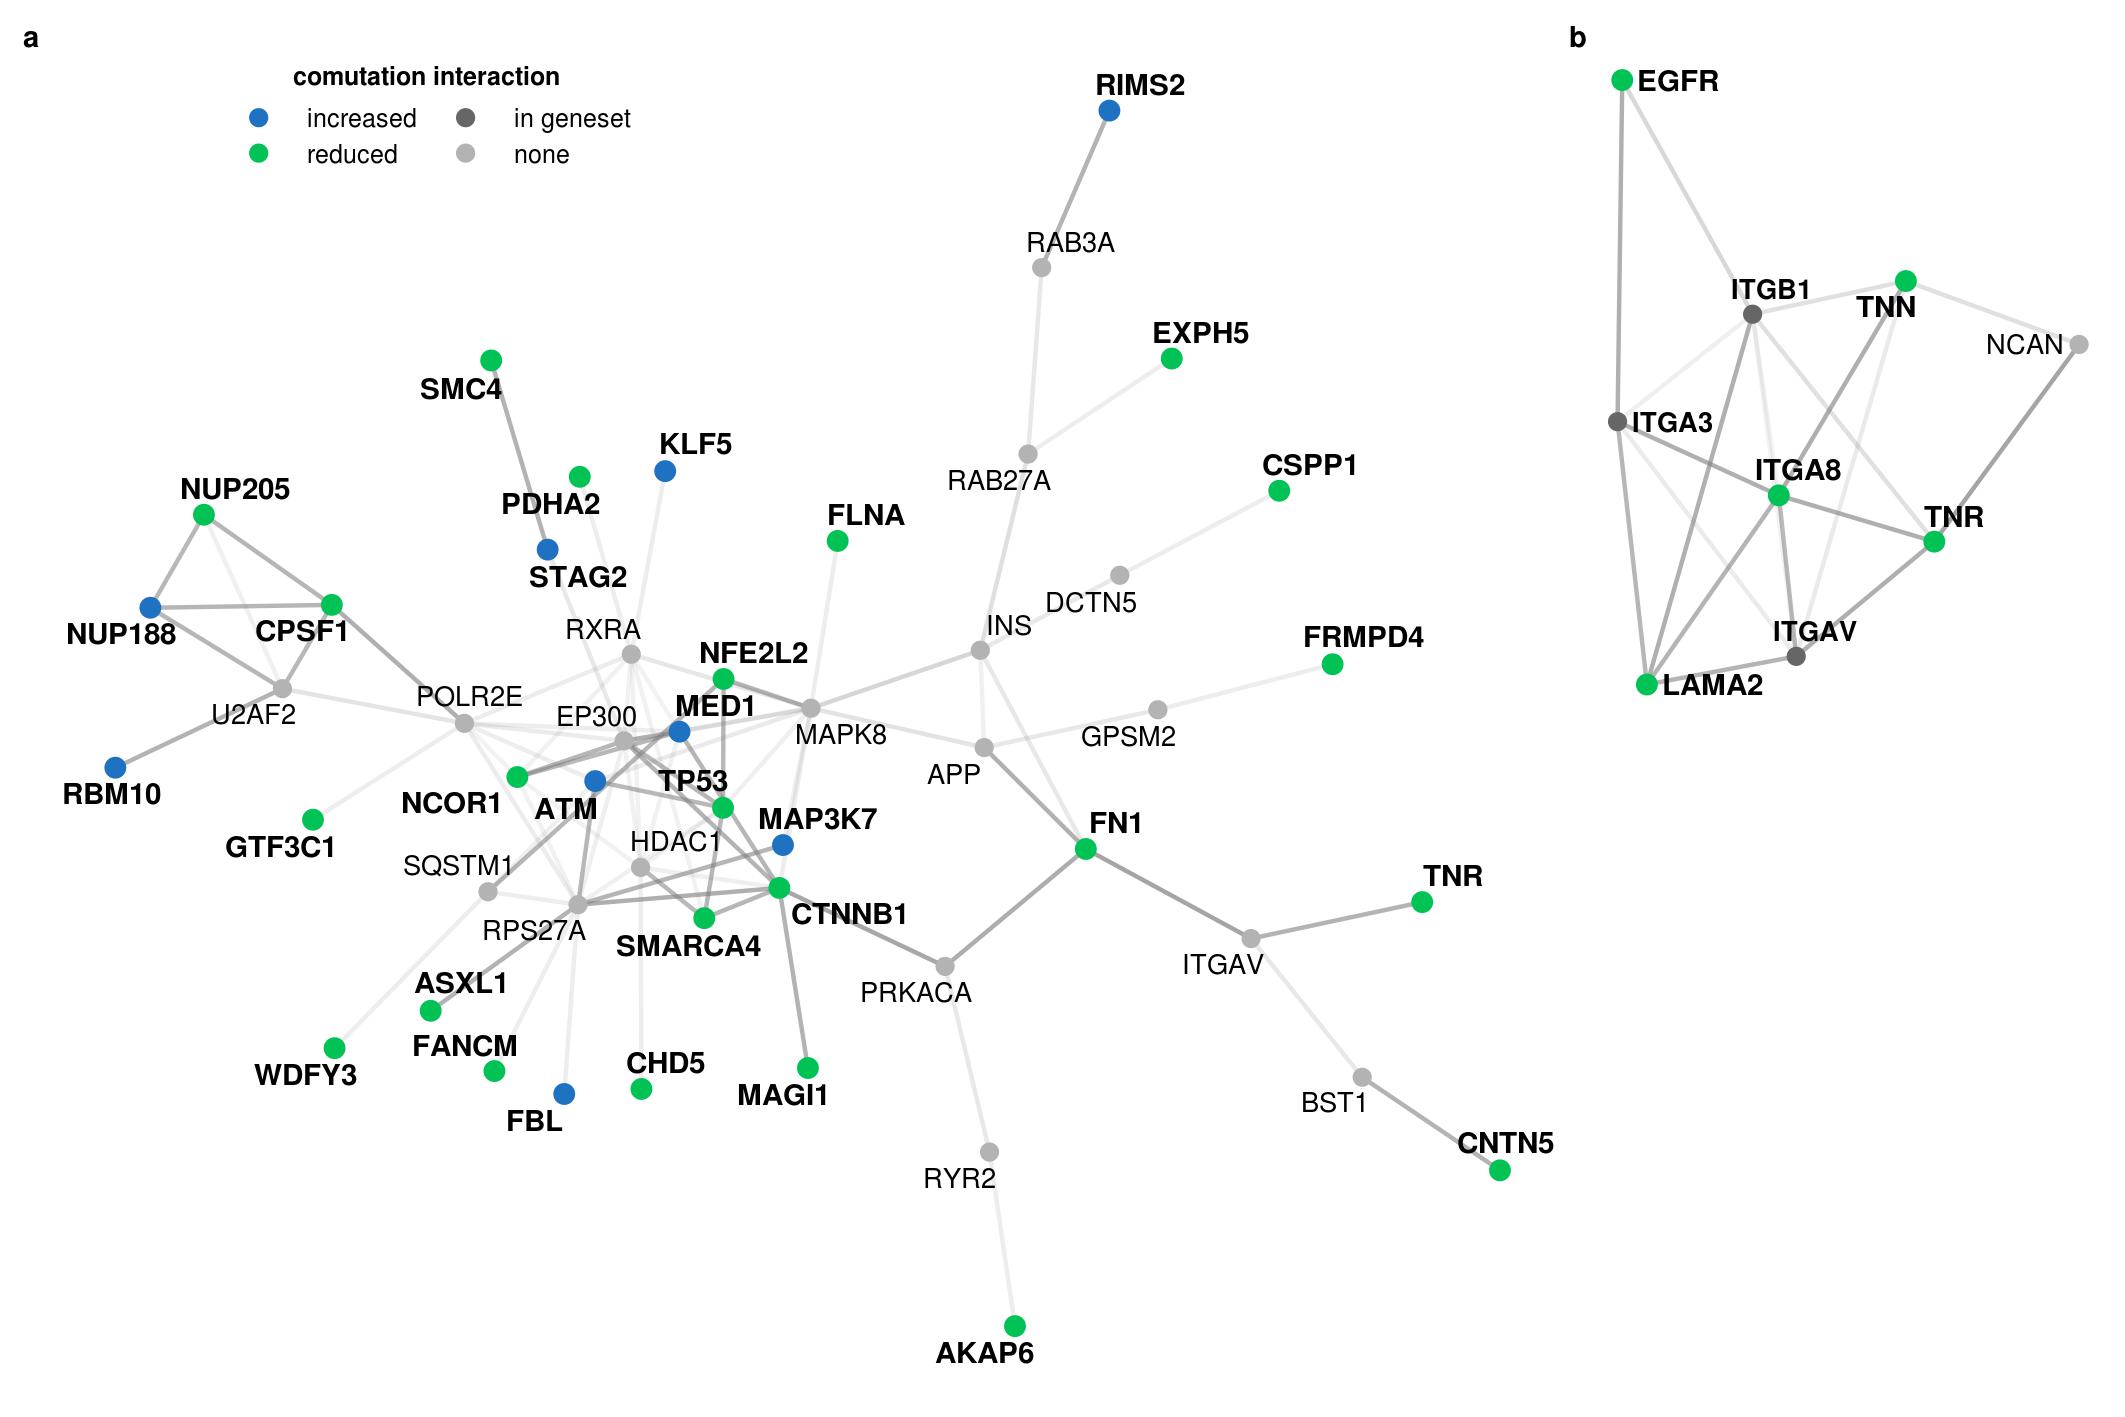 a
b
comutation interaction
increased
in geneset
reduced
none
RIMS2
EGFR
RAB3A
ITGB1
TNN
EXPH5
NCAN
SMC4
ITGA3
KLF5
CSPP1
ITGA8
RAB27A
NUP205
PDHA2
FLNA
TNR
STAG2
DCTN5
NUP188
CPSF1
RXRA
INS
ITGAV
FRMPD4
NFE2L2
LAMA2
POLR2E
MED1
U2AF2
EP300
MAPK8
GPSM2
APP
TP53
RBM10
NCOR1
ATM
MAP3K7
FN1
GTF3C1
HDAC1
SQSTM1
TNR
CTNNB1
RPS27A
SMARCA4
ITGAV
ASXL1
PRKACA
FANCM
CHD5
WDFY3
MAGI1
BST1
FBL
CNTN5
RYR2
AKAP6